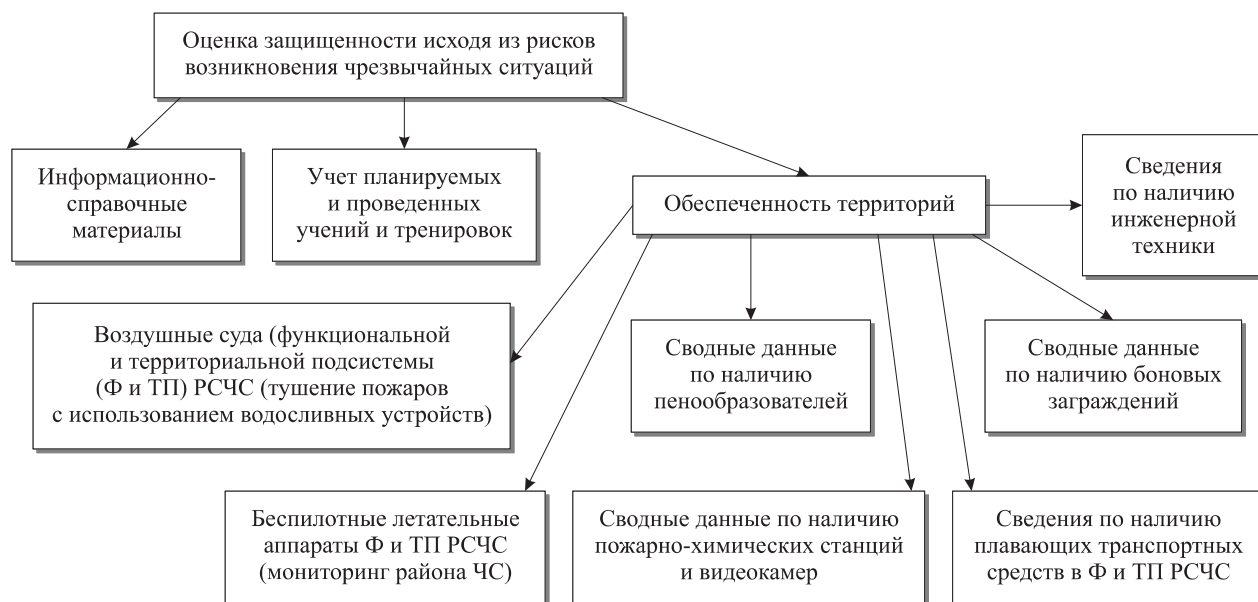 Оценка защищенности исходя из рисков
возникновения чрезвычайных ситуаций
Информационно-
справочные
материалы
Учет планируемых
и проведенных
учений и тренировок
Обеспеченность территорий
Сведения
по наличию
инженерной
техники
Воздушные суда (функциональной
и территориальной подсистемы
(Ф и ТП) РСЧС (тушение пожаров
с использованием водосливных устройств)
Сводные данные
по наличию
пенообразователей
Сводные данные
по наличию боновых
заграждений
Беспилотные летательные
аппараты Ф и ТП РСЧС
(мониторинг района ЧС)
Сводные данные по наличию
пожарно-химических станций
и видеокамер
Сведения по наличию
плавающих транспортных
средств в Ф и ТП РСЧС